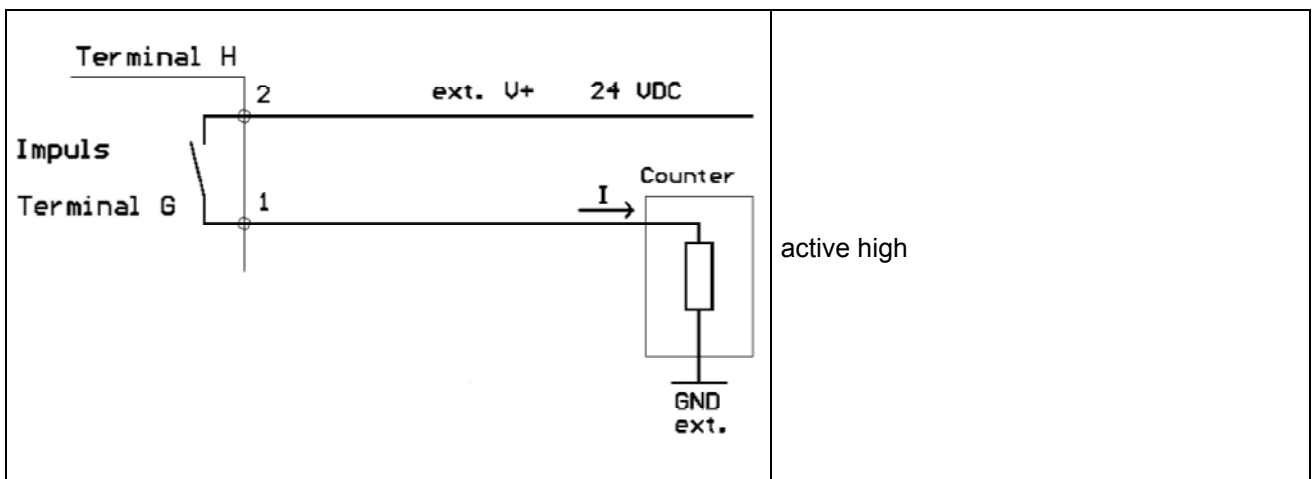 Terminal H
2
ext. V+ 24 VDC
Impuls
Counter
Terminal G
1
I
active high
GND
ext.